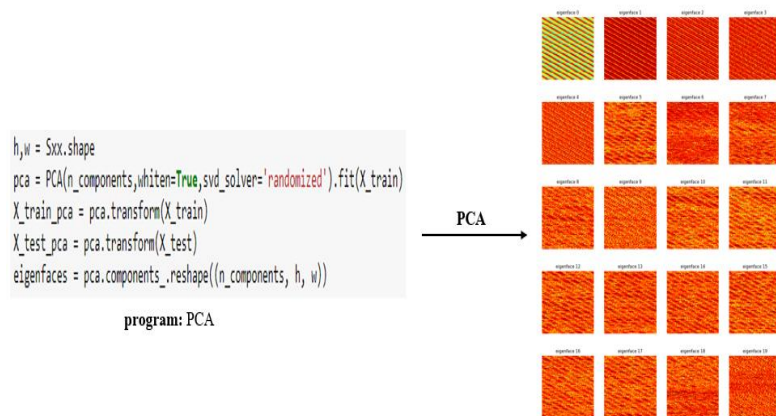 eigenface 0 eigenface 1 eigenface 2 eigenface 3
eigenface 4 eigenface 5 eigenface 6 eigenface 7
h,w = Sxx.shape
pca = PCA(n_components,whiten=True,svd_solver='randomized').fit(X_train)
X_train_pca = pca.transform(X_train)
X_test_pca = pca.transform(X_test)
eigenfaces = pca.components_.reshape((n_components, h, w))
program: PCA
PCA
eigenface 8 eigenface 9 eigenface 10 eigenface 11
eigenface 12 eigenface 13 eigenface 14 eigenface 15
eigenface 16 eigenface 17 eigenface 18 eigenface 19